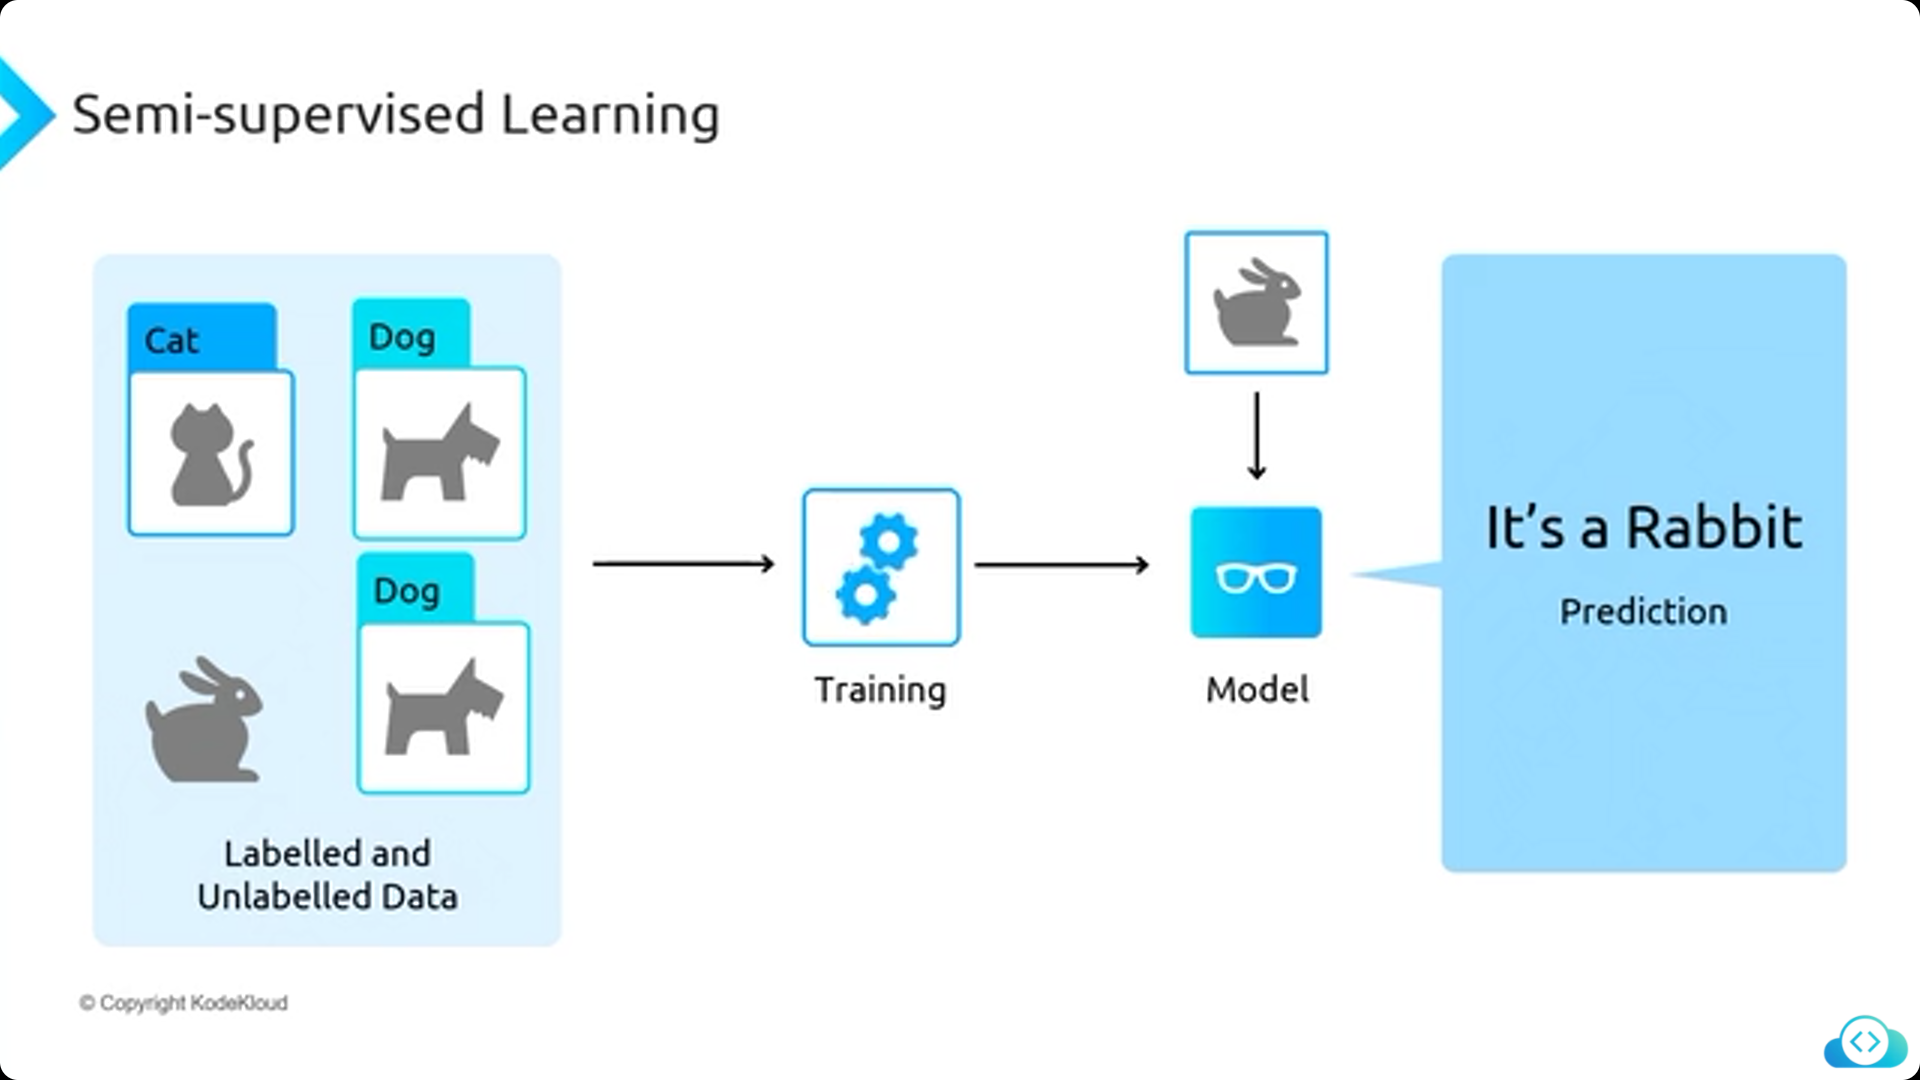 Semi-supervised Learning
Cat
Dog
Dog
Labelled and
Unlabelled Data
Training
Model
It’s a Rabbit
Prediction
© Copyright KodeKloud